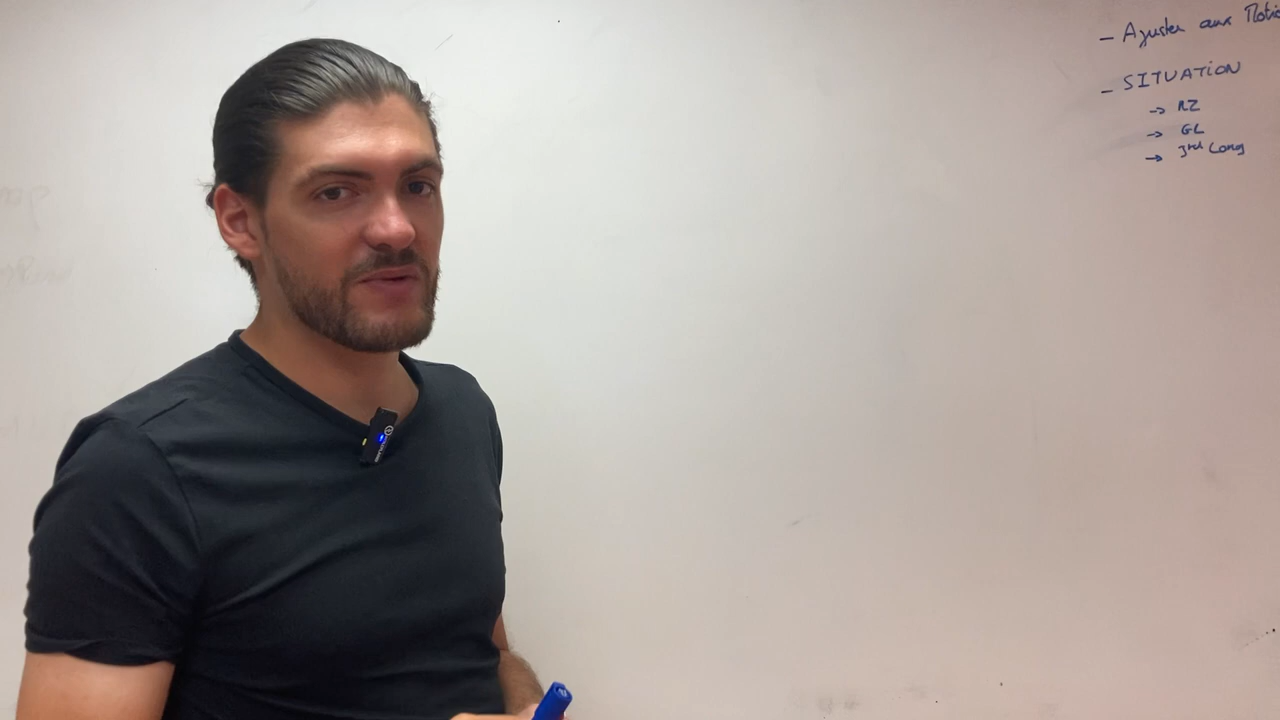 - Ajuster aux
- SITUATION
→ RZ
→ GL
→ 3rd Long